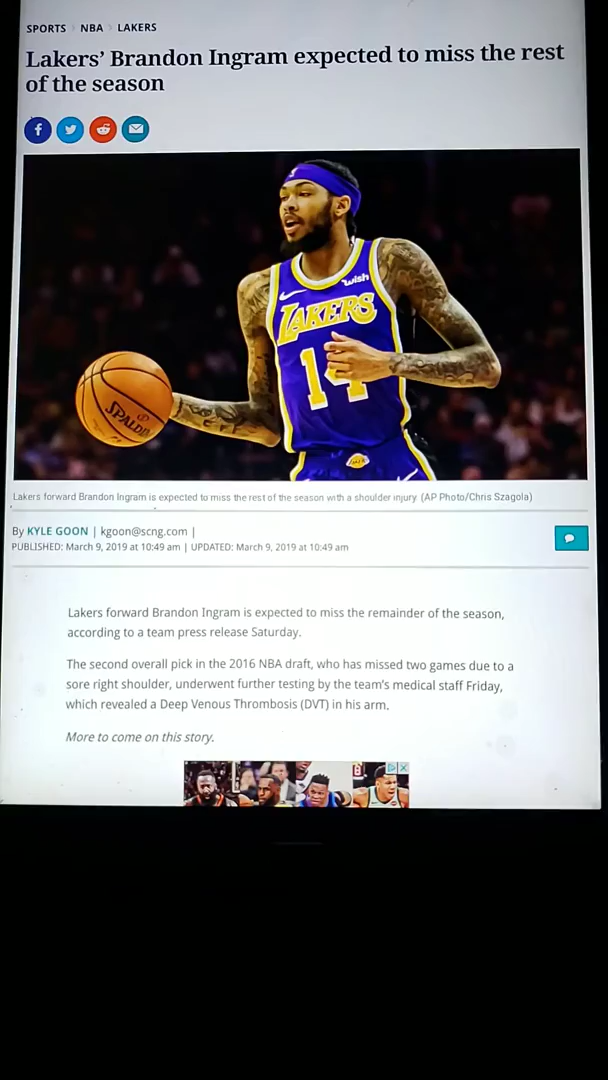 SPORTS NBA LAKERS
Lakers’ Brandon Ingram expected to miss the rest
of the season
wish
LAKERS
14
SPALDING
Lakers forward Brandon Ingram is expected to miss the rest of the season with a shoulder injury. (AP Photo/Chris Szagola)
By KYLE GOON | kgoon@scng.com |
PUBLISHED: March 9, 2019 at 10:49 am | UPDATED: March 9, 2019 at 10:49 am
Lakers forward Brandon Ingram is expected to miss the remainder of the season,
according to a team press release Saturday.
The second overall pick in the 2016 NBA draft, who has missed two games due to a
sore right shoulder, underwent further testing by the team’s medical staff Friday,
which revealed a Deep Venous Thrombosis (DVT) in his arm.
More to come on this story.